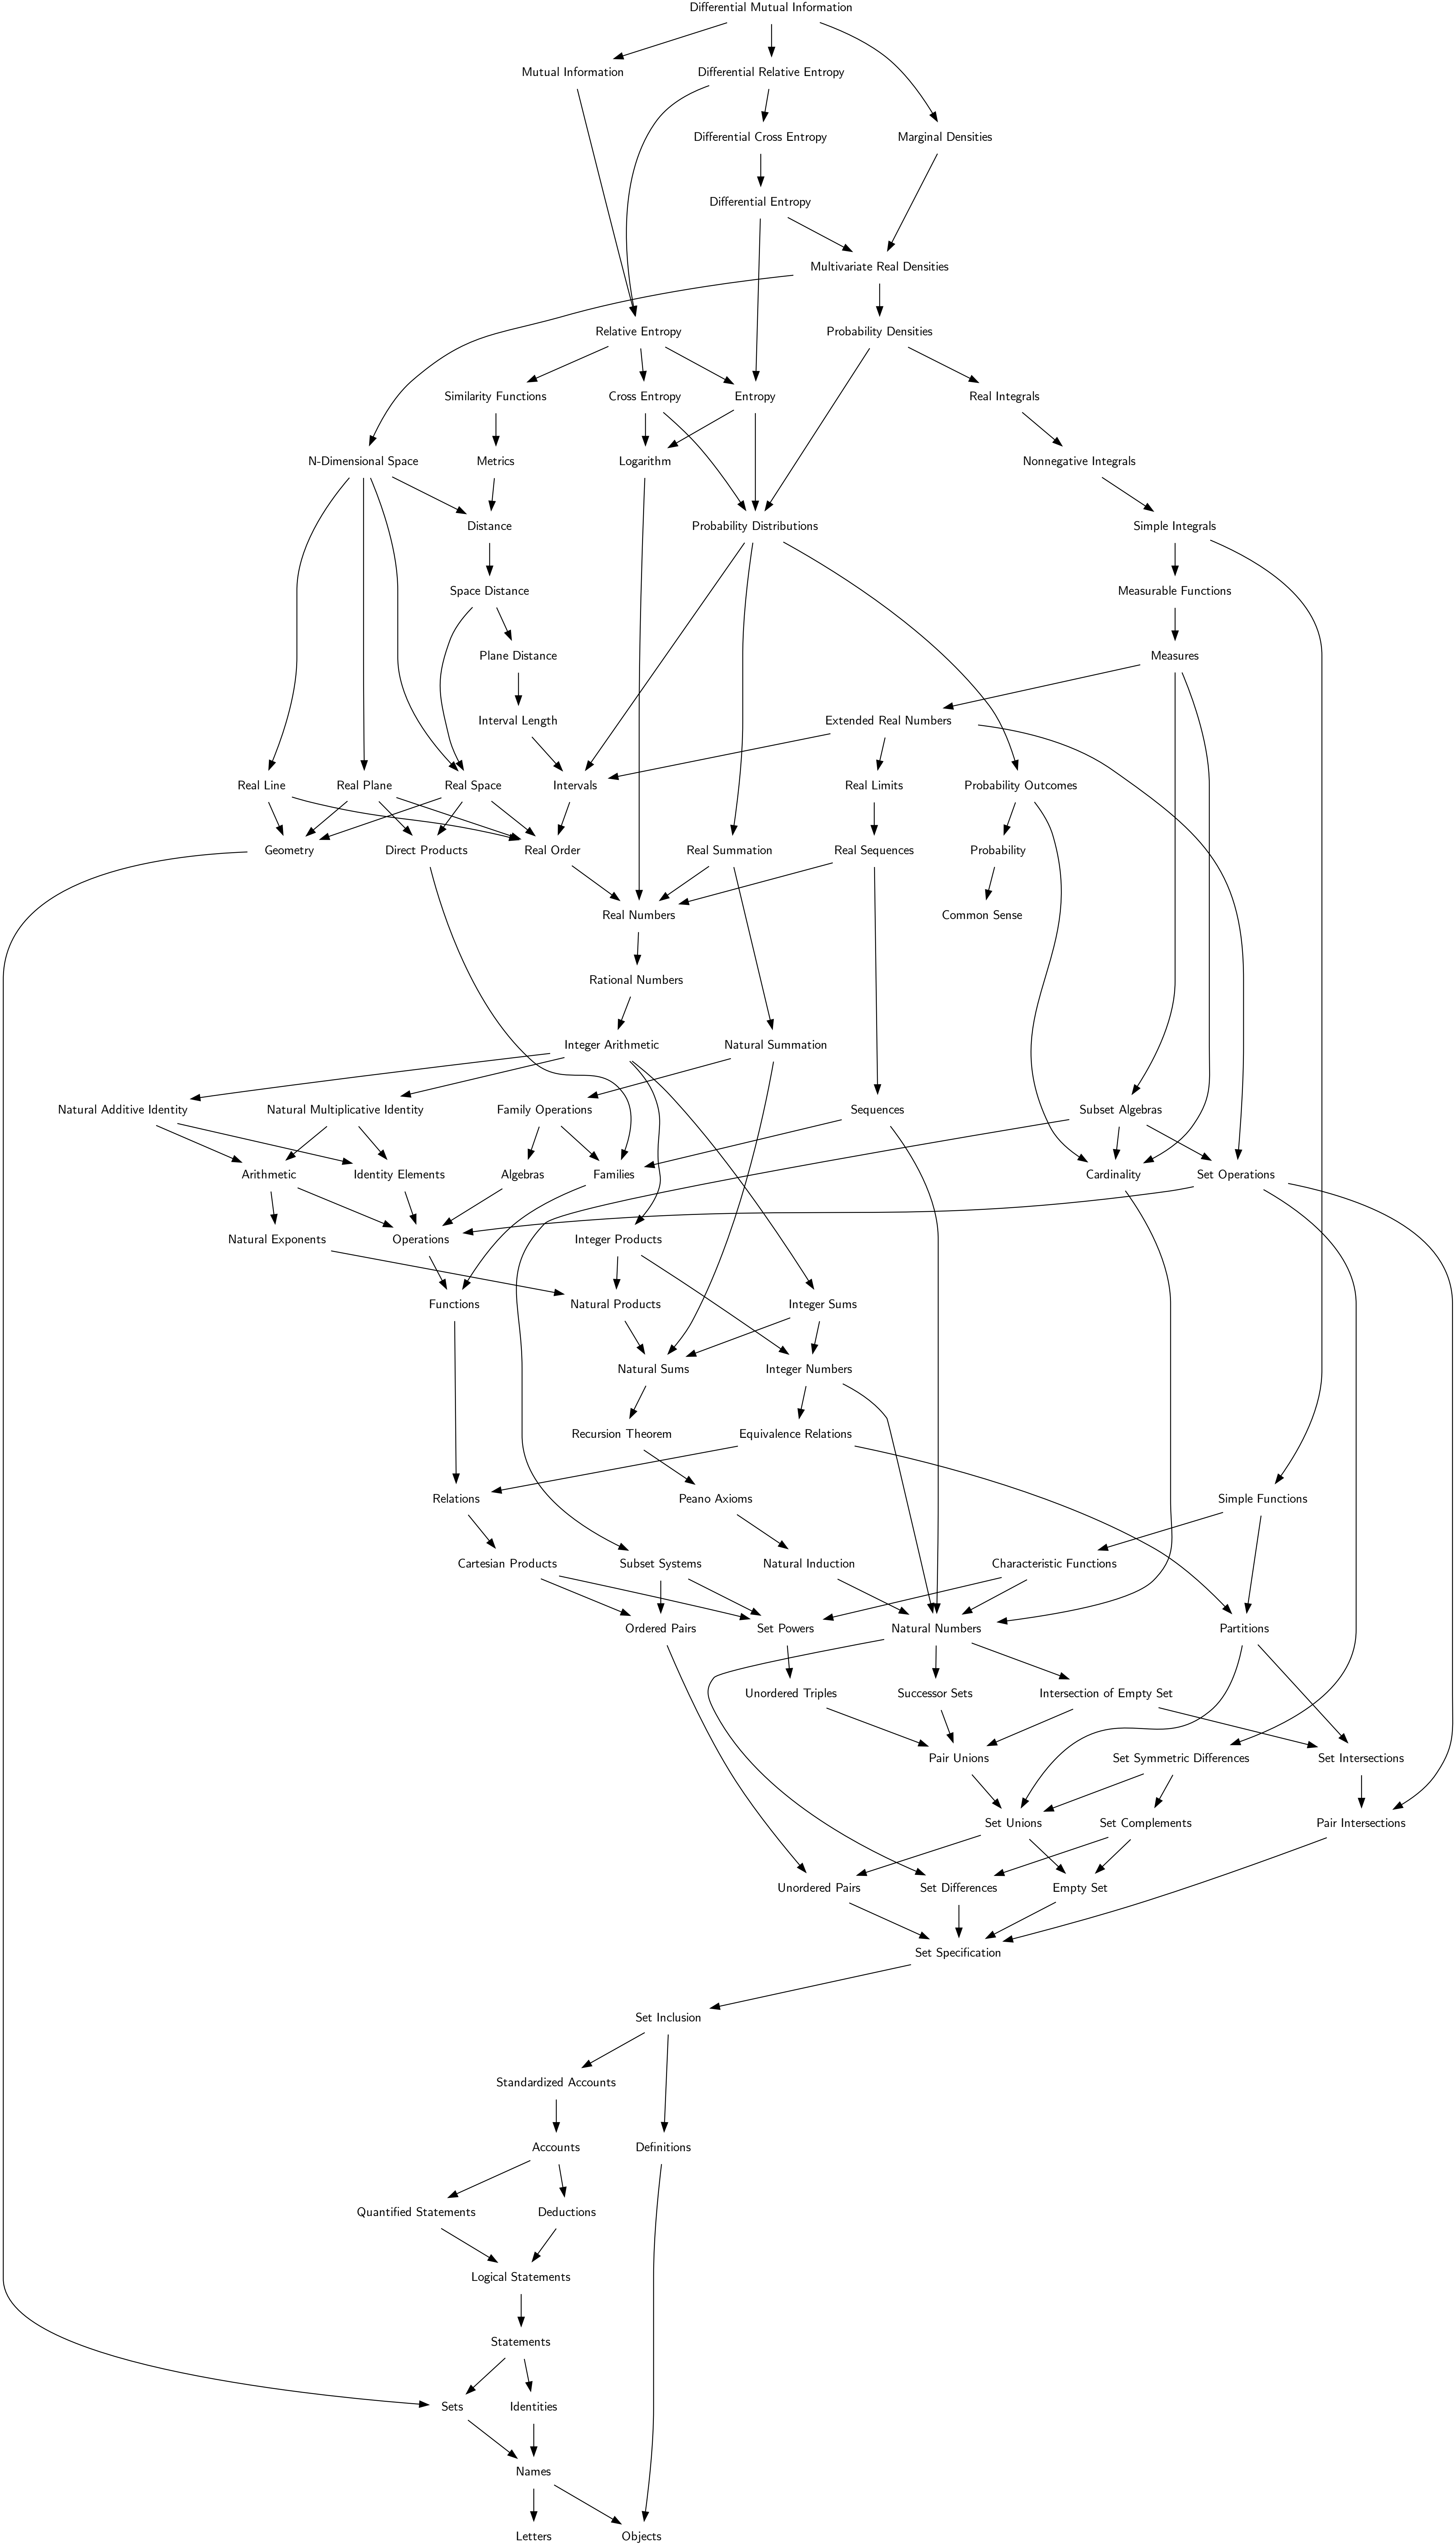 Differential Mutual Information
Mutual Information
Differential Relative Entropy
Differential Cross Entropy
Marginal Densities
Differential Entropy
Multivariate Real Densities
Relative Entropy
Probability Densities
Similarity Functions
Cross Entropy
Entropy
Real Integrals
N-Dimensional Space
Metrics
Logarithm
Nonnegative Integrals
Distance
Probability Distributions
Simple Integrals
Space Distance
Measurable Functions
Plane Distance
Measures
Interval Length
Extended Real Numbers
Real Line
Real Plane
Real Space
Intervals
Real Limits
Probability Outcomes
Geometry
Direct Products
Real Order
Real Summation
Real Sequences
Probability
Real Numbers
Common Sense
Rational Numbers
Integer Arithmetic
Natural Summation
Natural Additive Identity
Natural Multiplicative Identity
Family Operations
Sequences
Subset Algebras
Arithmetic
Identity Elements
Algebras
Families
Cardinality
Set Operations
Natural Exponents
Operations
Integer Products
Functions
Natural Products
Integer Sums
Natural Sums
Integer Numbers
Recursion Theorem
Equivalence Relations
Relations
Peano Axioms
Simple Functions
Cartesian Products
Subset Systems
Natural Induction
Characteristic Functions
Ordered Pairs
Set Powers
Natural Numbers
Partitions
Unordered Triples
Successor Sets
Intersection of Empty Set
Pair Unions
Set Symmetric Differences
Set Intersections
Set Unions
Set Complements
Pair Intersections
Unordered Pairs
Set Differences
Empty Set
Set Specification
Set Inclusion
Standardized Accounts
Accounts
Definitions
Quantified Statements
Deductions
Logical Statements
Statements
Sets
Identities
Names
Letters
Objects